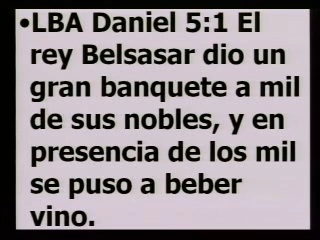 •LBA Daniel 5:1 El
rey Belsasar dio un
gran banquete a mil
de sus nobles, y en
presencia de los mil
se puso a beber
vino.